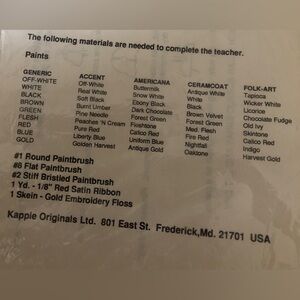 The following materials are needed to complete the teacher.
Paints
GENERIC ACCENT AMERICANA CERAMCOAT FOLK-ART
OFF-WHITE Off-White Buttermilk Antique White Tapioca
WHITE Real White Snow White White Wicker White
BLACK Soft Black Ebony Black Black Licorice
BROWN Burnt Umber Dark Chocolate Brown Velvet Chocolate Fudge
GREEN Pine Needle Forest Green Forest Green Old Ivy
FLESH Peaches 'N Cream Fleshtone Med. Flesh Skintone
RED Pure Red Calico Red Fire Red Calico Red
BLUE Liberty Blue Uniform Blue Nightfall Indigo
GOLD Golden Harvest Antique Gold Oaktone Harvest Gold
#1 Round Paintbrush
#6 Flat Paintbrush
#2 Stiff Bristled Paintbrush
1 Yd. - 1/8" Red Satin Ribbon
1 Skein - Gold Embroidery Floss
Kappie Originals Ltd. 801 East St. Frederick,Md. 21701 USA